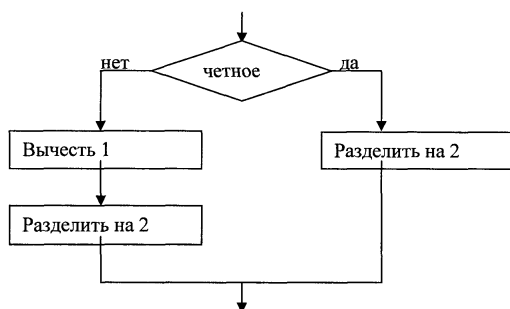 четное
нет
да
Вычесть 1
Разделить на 2
Разделить на 2